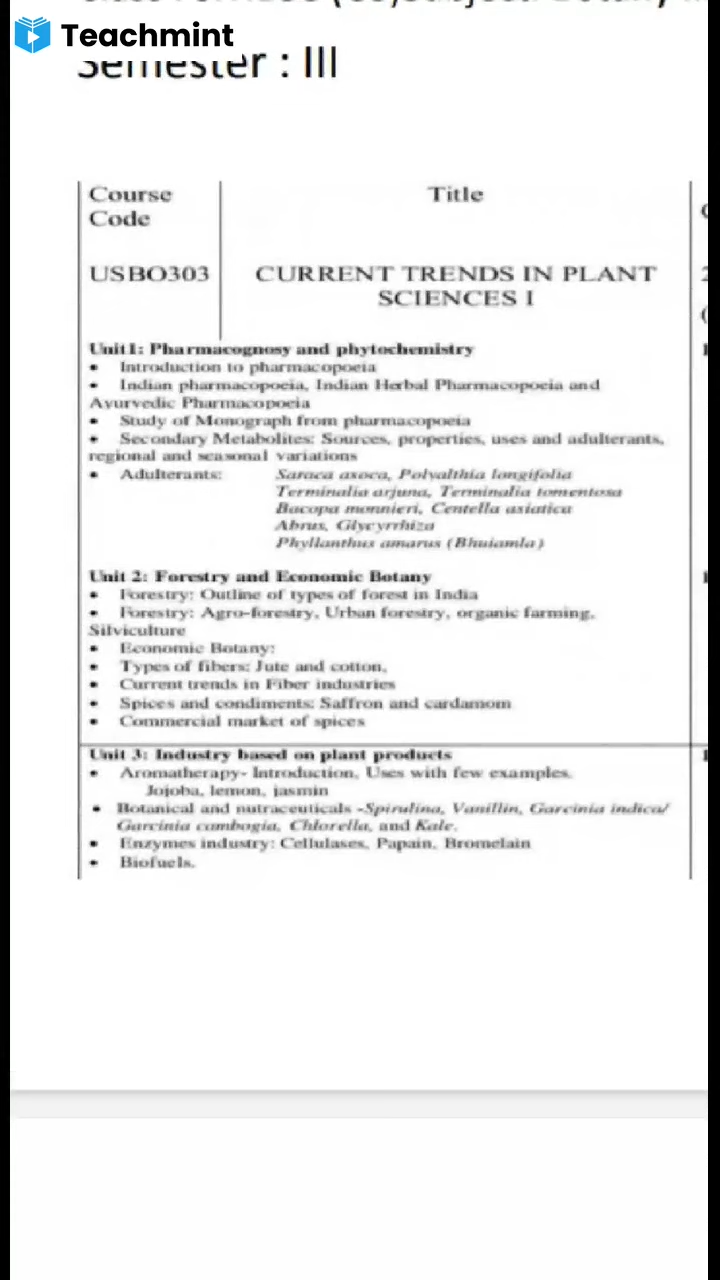 Teachmint
Semester : III
Course Title
Code
USBO303 CURRENT TRENDS IN PLANT
SCIENCES I
Unit1: Pharmacognosy and phytochemistry
• Introduction to pharmacopoeia
• Indian pharmacopoeia, Indian Herbal Pharmacopoeia and
Ayurvedic Pharmacopoeia
• Study of Monograph from pharmacopoeia
• Secondary Metabolites: Sources, properties, uses and adulterants,
regional and seasonal variations
• Adulterants: Saraca asoca, Polyalthia longifolia
Terminalia arjuna, Terminalia tomentosa
Bacopa monnieri, Centella asiatica
Abrus, Glycyrrhiza
Phyllanthus amarus (Bhuiamla)
Unit 2: Forestry and Economic Botany
• Forestry: Outline of types of forest in India
• Forestry: Agro-forestry, Urban forestry, organic farming,
Silviculture
• Economic Botany:
• Types of fibers: Jute and cotton,
• Current trends in Fiber industries
• Spices and condiments: Saffron and cardamom
• Commercial market of spices
Unit 3: Industry based on plant products
• Aromatherapy- Introduction, Uses with few examples,
Jojoba, lemon, jasmin
• Botanical and nutraceuticals -Spirulina, Vanillin, Garcinia indica/
Garcinia cambogia, Chlorella, and Kale.
• Enzymes industry: Cellulases, Papain, Bromelain
• Biofuels.